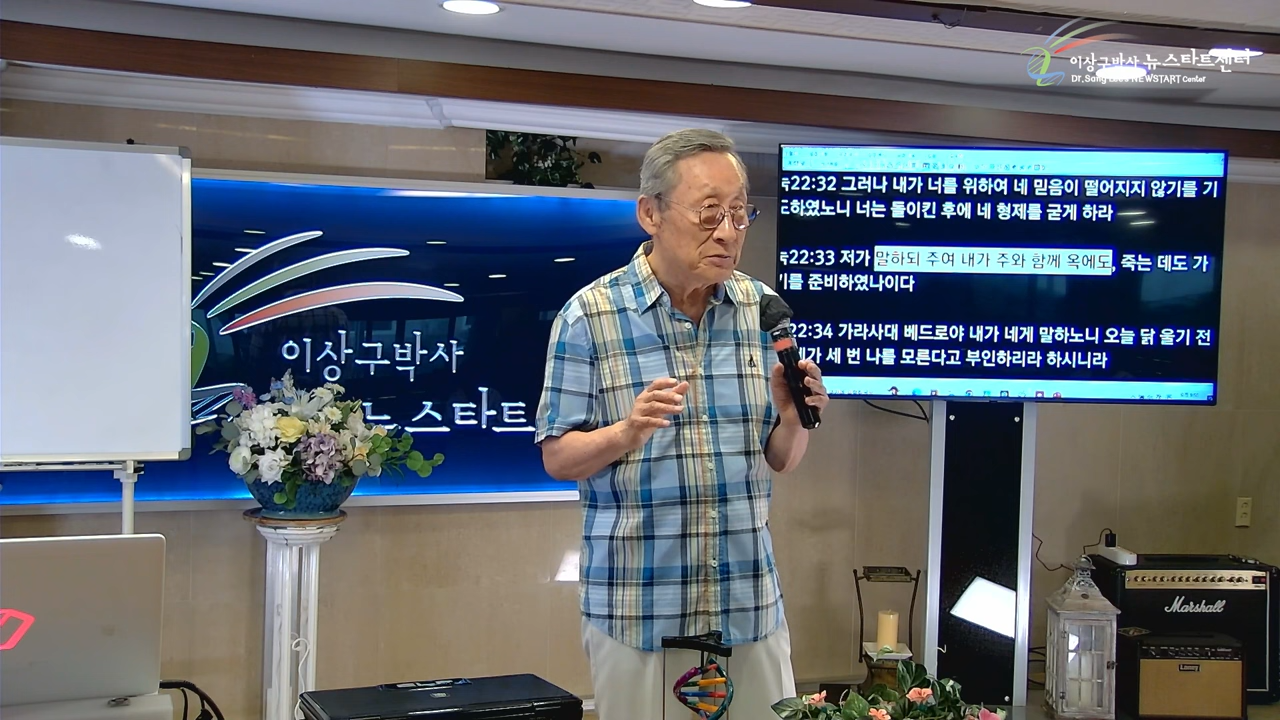 이상구박사 뉴스타트센터
Dr. Sang Lee's NEWSTART Center
22:32 그러나 내가 너를 위하여 네 믿음이 떨어지지 않기를 기
도하였노니 너는 돌이킨 후에 네 형제를 굳게 하라
22:33 저가 말하되 주여 내가 주와 함께 옥에도, 죽는 데도 가
기를 준비하였나이다
22:34 가라사대 베드로야 내가 네게 말하노니 오늘 닭 울기 전
네가 세 번 나를 모른다고 부인하리라 하시니라
이상구박사
뉴스타트
Marshall
Laney